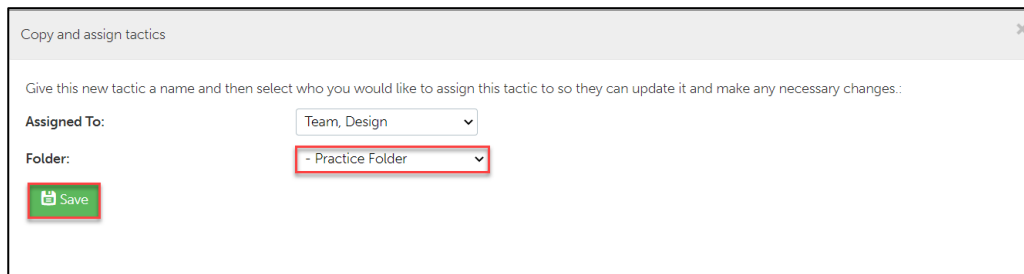 Copy and assign tactics
Give this new tactic a name and then select who you would like to assign this tactic to so they can update it and make any necessary changes.:
Assigned To: Team, Design
Folder: - Practice Folder
Save